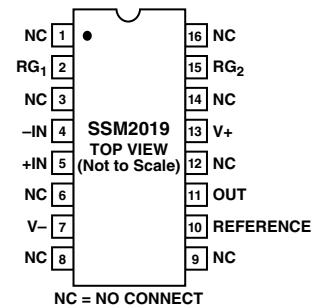 NC 1 16 NC
RG1 2 15 RG2
NC 3 14 NC
–IN 4 SSM2019 13 V+
TOP VIEW
+IN 5 (Not to Scale) 12 NC
NC 6 11 OUT
V– 7 10 REFERENCE
NC 8 9 NC
NC = NO CONNECT